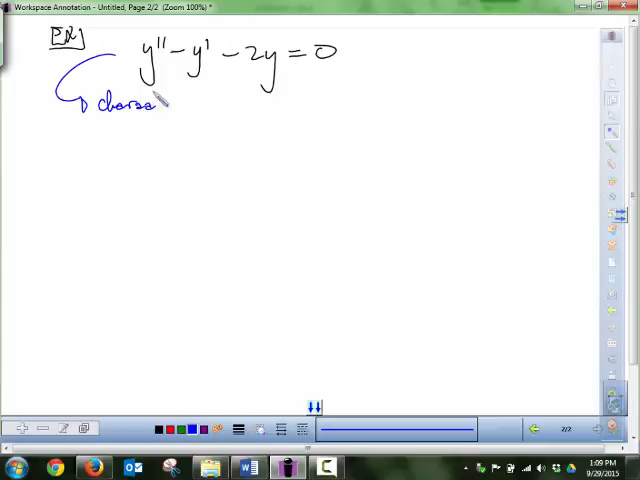 Workspace Annotation - Untitled, Page 2/2 (Zoom 100%) *
EX
y'' - y' - 2y = 0
charac
2/2
1:09 PM
9/29/2015